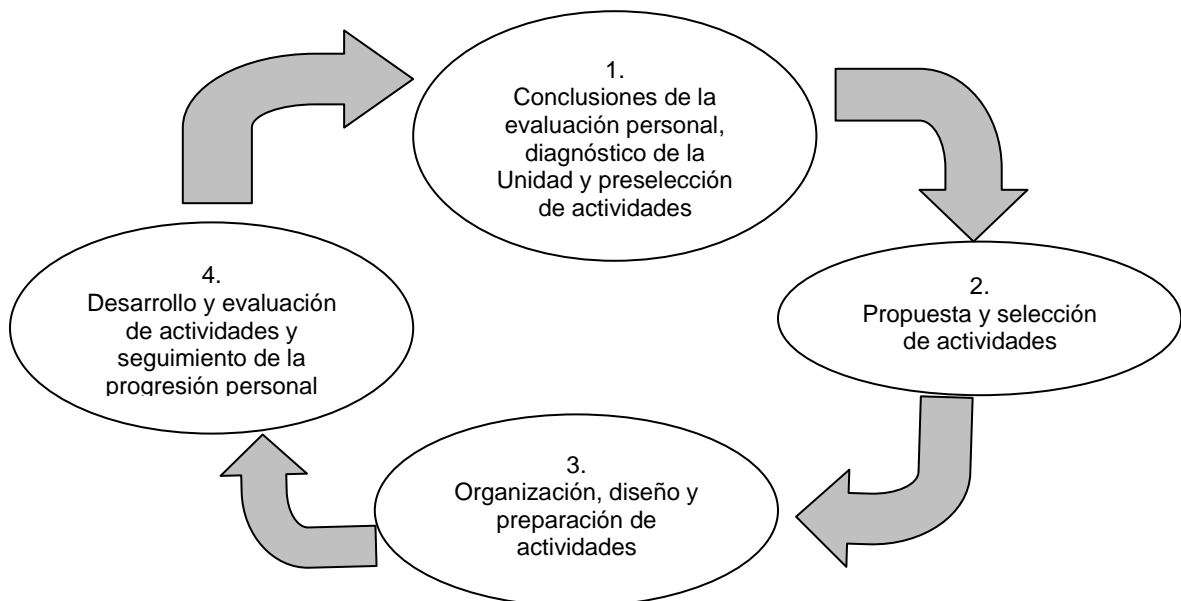 1.
Conclusiones de la
evaluación personal,
diagnóstico de la
Unidad y preselección
de actividades
2.
Propuesta y selección
de actividades
3.
Organización, diseño y
preparación de
actividades
4.
Desarrollo y evaluación
de actividades y
seguimiento de la
progresión personal